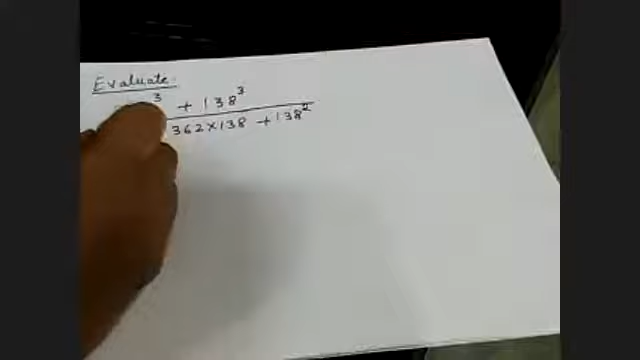 Evaluate.
3 + 138³
362 × 138 + 138²